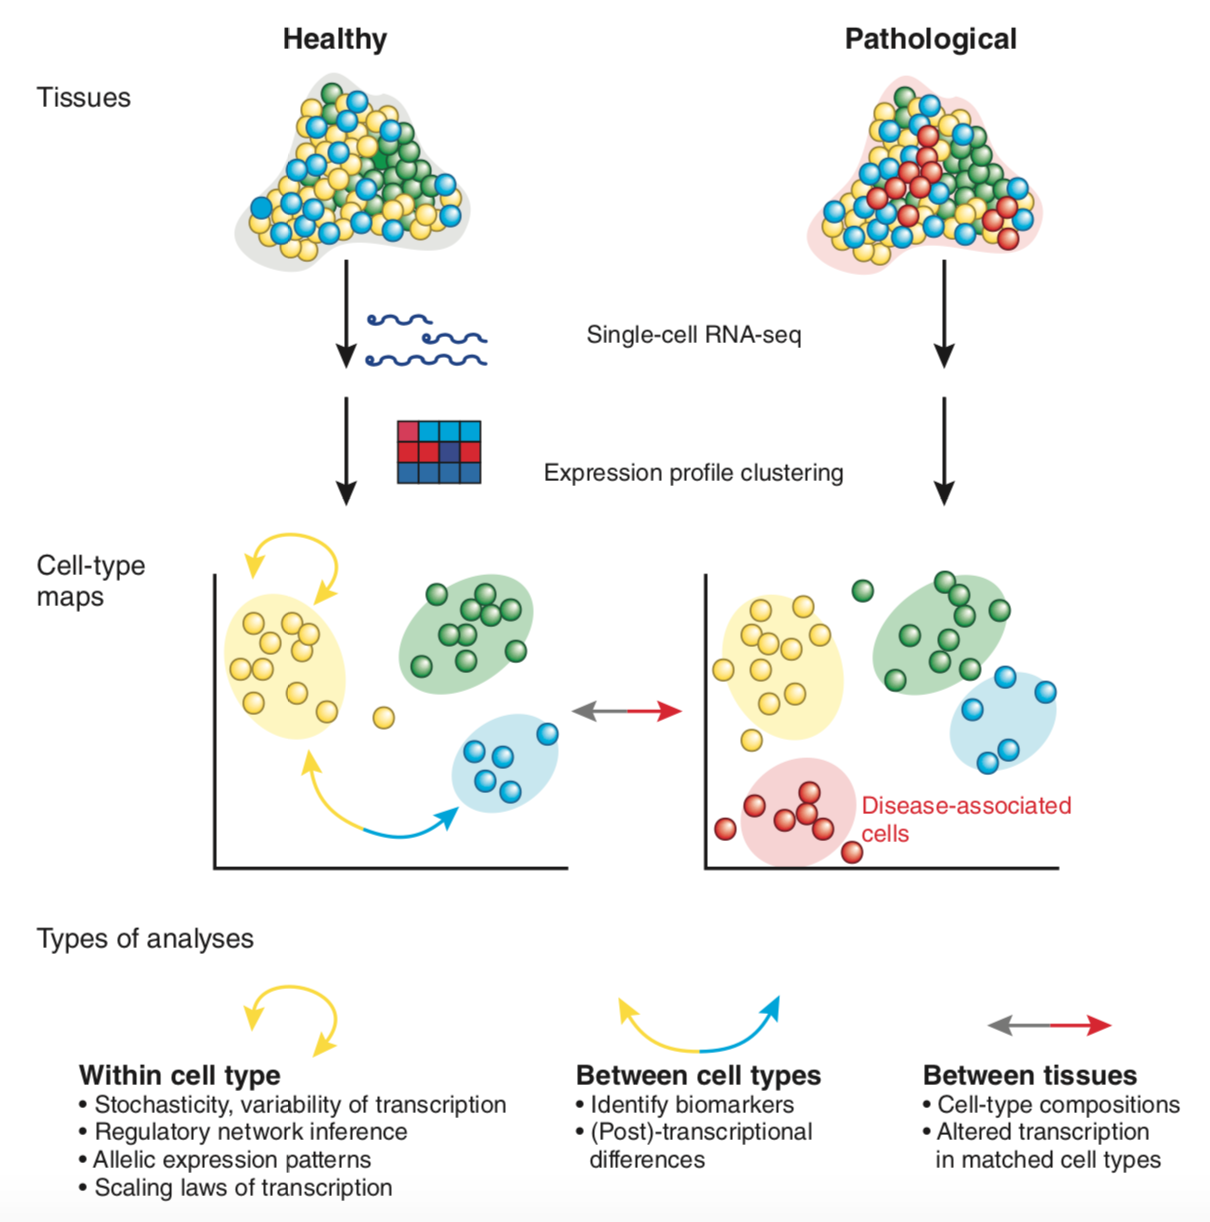 Healthy
Pathological
Tissues
Single-cell RNA-seq
Expression profile clustering
Cell-type
maps
Disease-associated
cells
Types of analyses
Within cell type
• Stochasticity, variability of transcription
• Regulatory network inference
• Allelic expression patterns
• Scaling laws of transcription
Between cell types
• Identify biomarkers
• (Post)-transcriptional
differences
Between tissues
• Cell-type compositions
• Altered transcription
in matched cell types